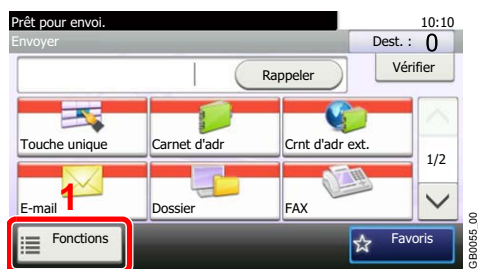 Prêt pour envoi. 10:10
Envoyer Dest. : 0
Rappeler Vérifier
Touche unique Carnet d'adr Crnt d'adr ext.
1/2
E-mail Dossier FAX
1
Fonctions Favoris
GB0055_00